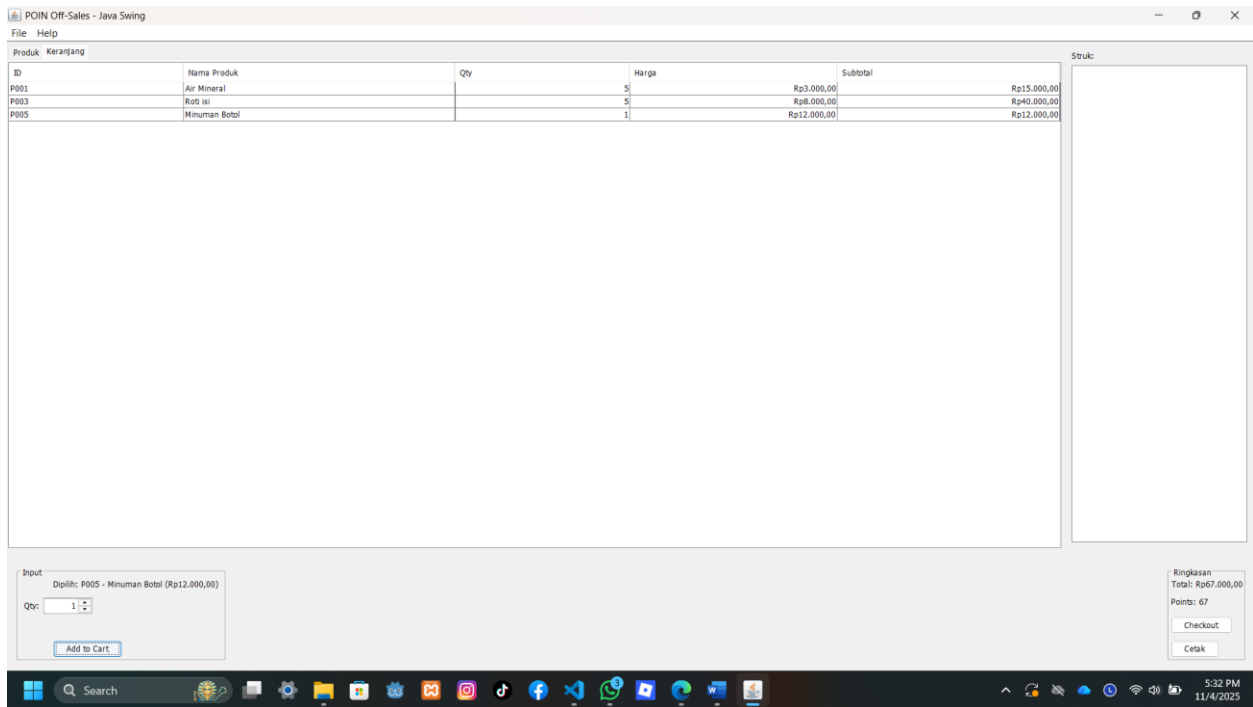 POIN Off-Sales - Java Swing
File Help
Produk Keranjang
Struk:
ID Nama Produk Qty Harga Subtotal
P001 Air Mineral 5 Rp3.000,00 Rp15.000,00
P003 Roti isi 5 Rp8.000,00 Rp40.000,00
P005 Minuman Botol 1 Rp12.000,00 Rp12.000,00
Input
Dipilih: P005 - Minuman Botol (Rp12.000,00)
Qty: 1
Add to Cart
Ringkasan
Total: Rp67.000,00
Points: 67
Checkout
Cetak
Search
3
5:32 PM
11/4/2025